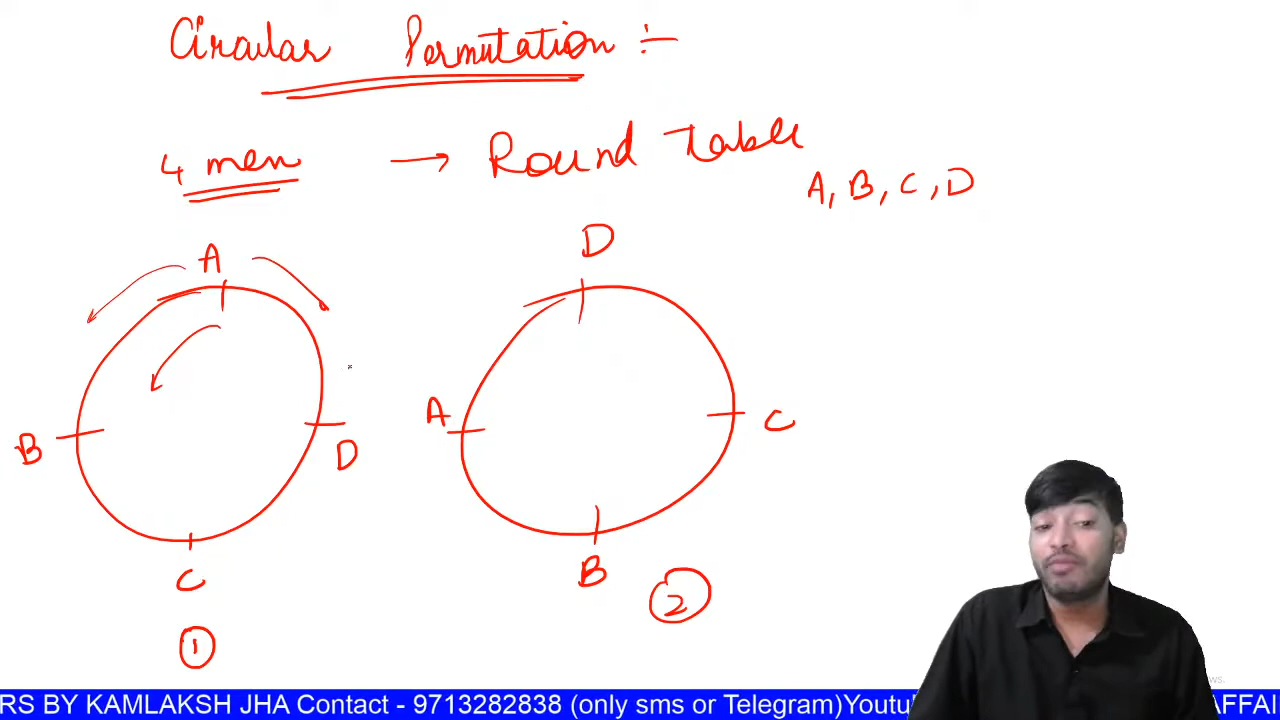 Circular Permutation :-
4 men → Round Table
A, B, C, D
A
B
D
C
1
D
A
C
B
2
RS BY KAMLAKSH JHA Contact - 9713282838 (only sms or Telegram)Youtu
AFFAI